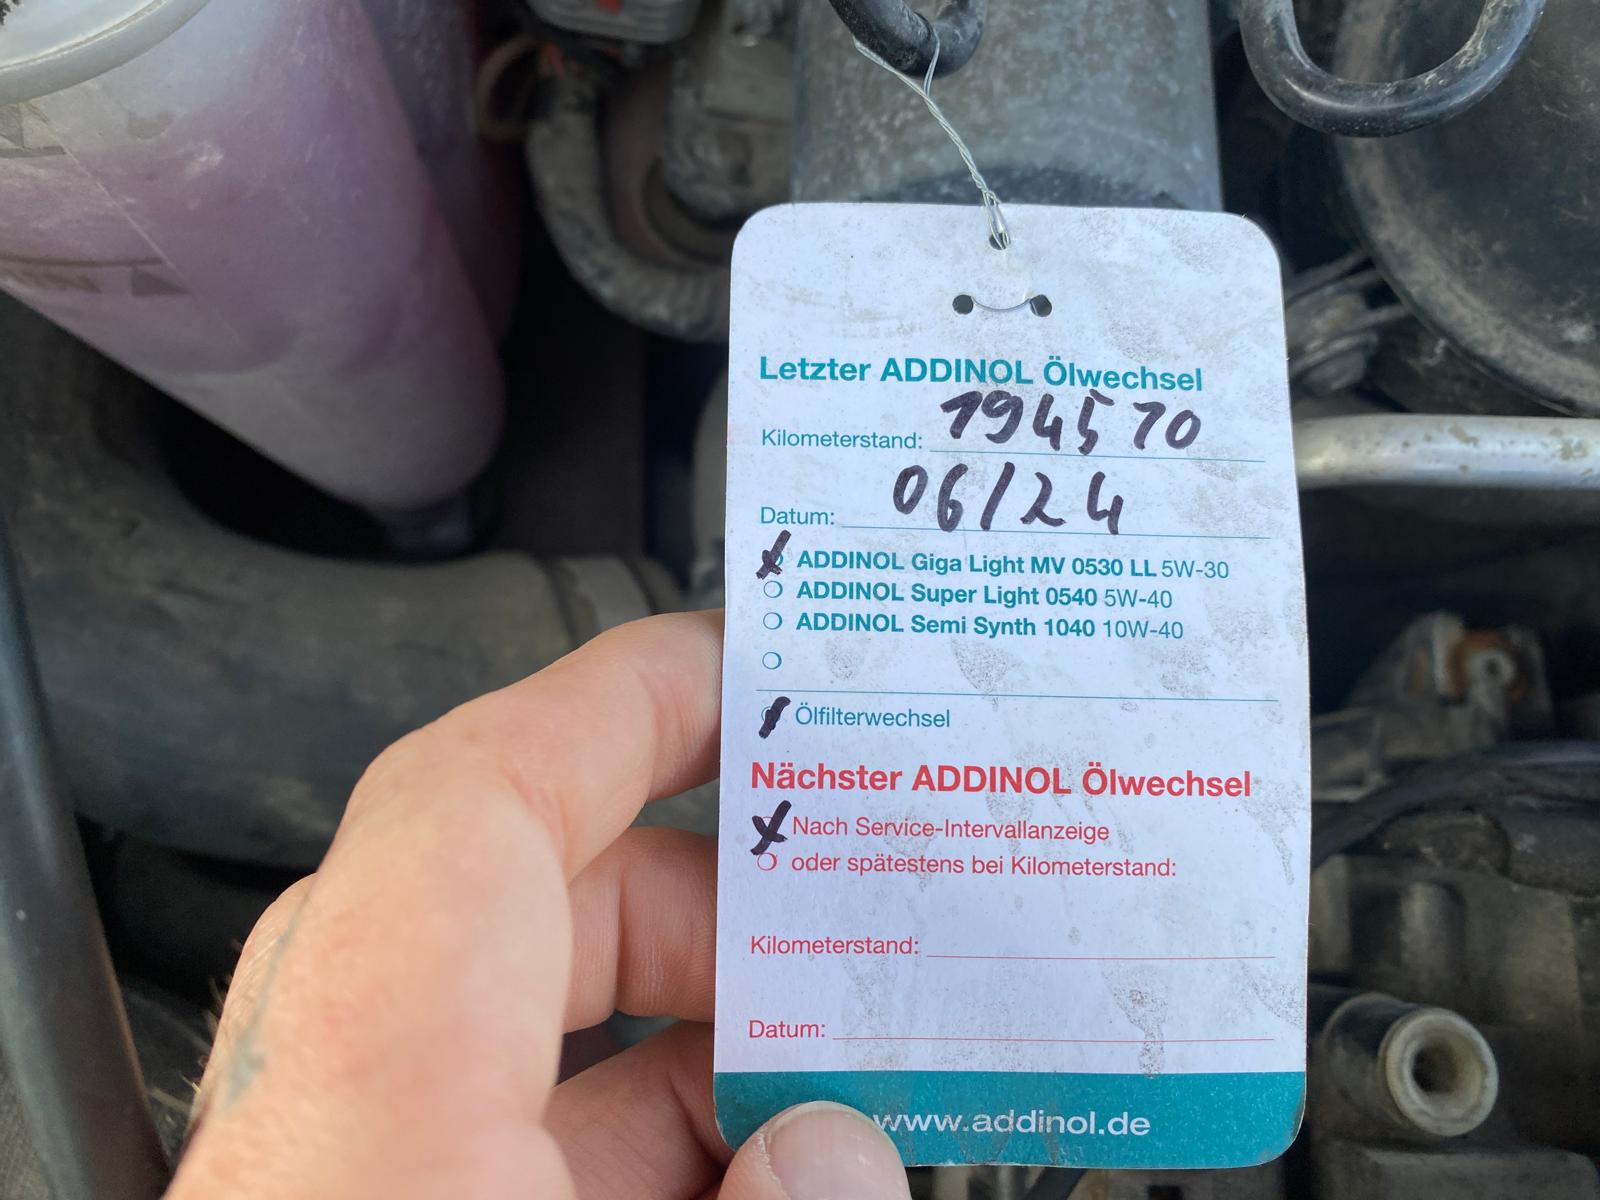 Letzter ADDINOL Ölwechsel
Kilometerstand: 194570
Datum: 06/24
ADDINOL Giga Light MV 0530 LL 5W-30
ADDINOL Super Light 0540 5W-40
ADDINOL Semi Synth 1040 10W-40
Ölfilterwechsel
Nächster ADDINOL Ölwechsel
Nach Service-Intervallanzeige
oder spätestens bei Kilometerstand:
Kilometerstand:
Datum:
www.addinol.de